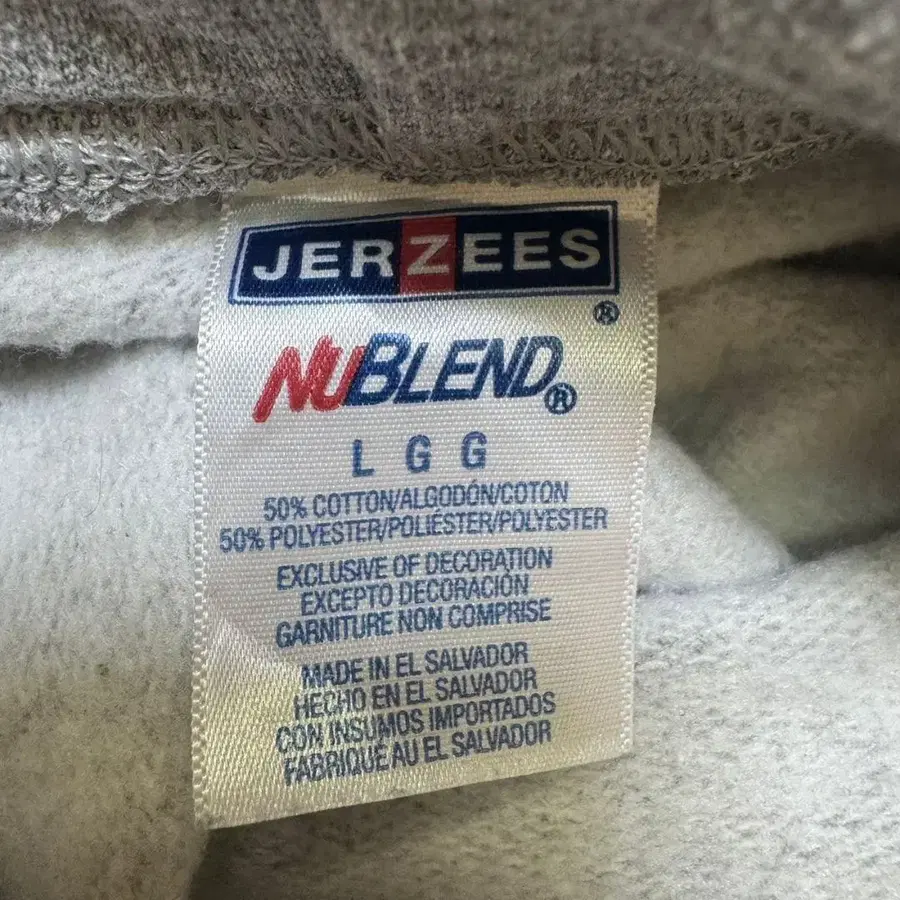 JERZEES
®
NUBLEND®
L G G
50% COTTON/ALGODÓN/COTON
50% POLYESTER/POLIÉSTER/POLYESTER
EXCLUSIVE OF DECORATION
EXCEPTO DECORACIÓN
GARNITURE NON COMPRISE
MADE IN EL SALVADOR
HECHO EN EL SALVADOR
CON INSUMOS IMPORTADOS
FABRIQUE AU EL SALVADOR